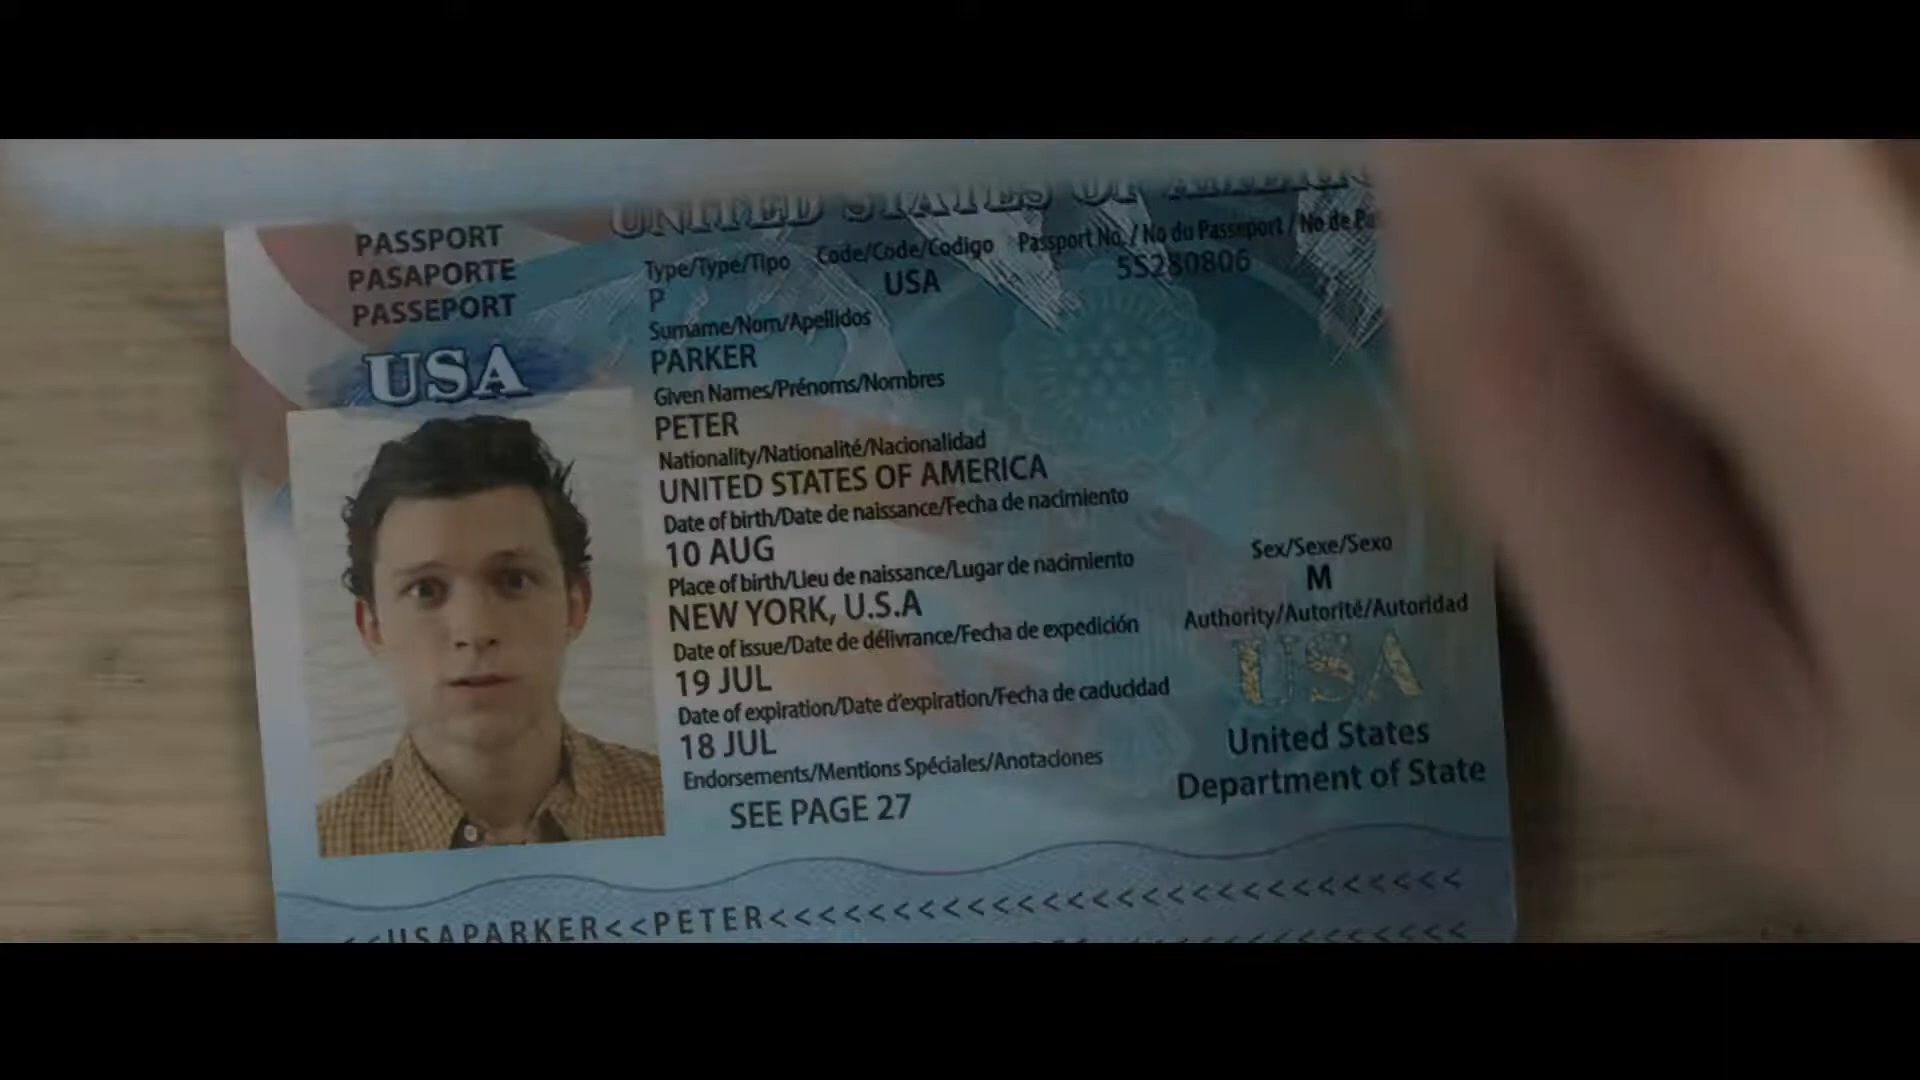 UNITED STATES OF AMERICA
PASSPORT
PASAPORTE
PASSEPORT
USA
Type/Type/Tipo
P
Code/Code/Codigo
USA
Passport No. / No du Passeport / No de Pa
55280806
Surname/Nom/Apellidos
PARKER
Given Names/Prénoms/Nombres
PETER
Nationality/Nationalité/Nacionalidad
UNITED STATES OF AMERICA
Date of birth/Date de naissance/Fecha de nacimiento
10 AUG
Place of birth/Lieu de naissance/Lugar de nacimiento
NEW YORK, U.S.A
Date of issue/Date de délivrance/Fecha de expedición
19 JUL
Date of expiration/Date d'expiration/Fecha de caducidad
18 JUL
Endorsements/Mentions Spéciales/Anotaciones
SEE PAGE 27
Sex/Sexe/Sexo
M
Authority/Autorité/Autoridad
USA
United States
Department of State
<<USAPARKER<<PETER<<<<<<<<<<<<<<<<<<<<<<